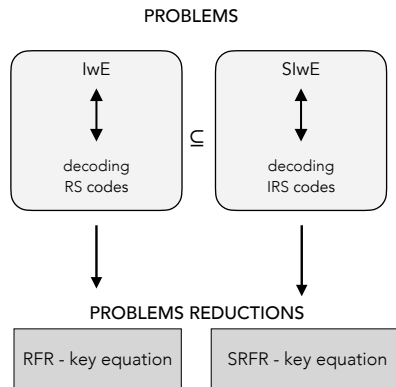 PROBLEMS
IwE
SIwE
⊆
decoding
RS codes
decoding
IRS codes
PROBLEMS REDUCTIONS
RFR - key equation
SRFR - key equation